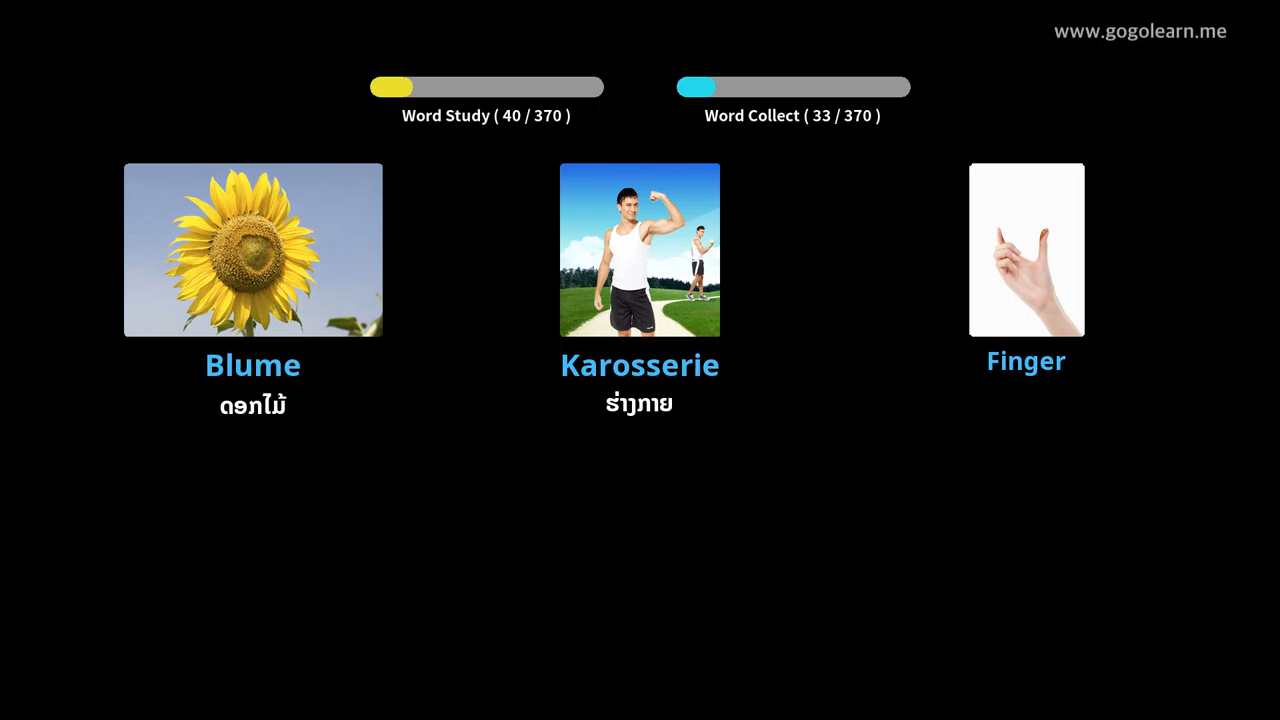 www.gogolearn.me
Word Study ( 40 / 370 )
Word Collect ( 33 / 370 )
Blume
ດອກໄມ້
Karosserie
ຮ່າງກາຍ
Finger